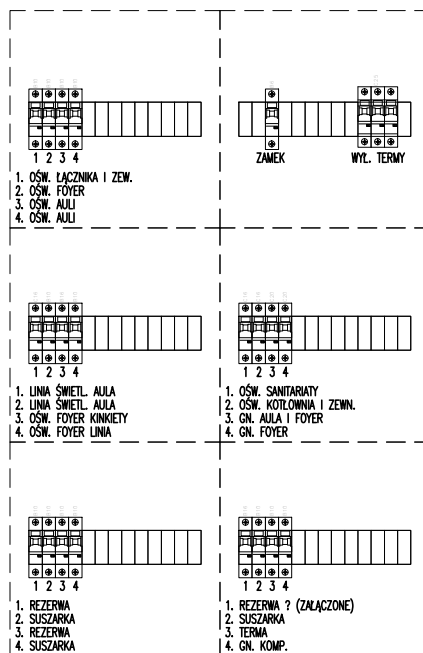 1 2 3 4
1. OŚW. ŁĄCZNIKA I ZEW.
2. OŚW. FOYER
3. OŚW. AULI
4. OŚW. AULI
ZAMEK
WYŁ. TERMY
1 2 3 4
1. LINIA ŚWIETL. AULA
2. LINIA ŚWIETL. AULA
3. OŚW. FOYER KINKIETY
4. OŚW. FOYER LINIA
1 2 3 4
1. OŚW. SANITARIATY
2. OŚW. KOTŁOWNIA I ZEWN.
3. GN. AULA I FOYER
4. GN. FOYER
1 2 3 4
1. REZERWA
2. SUSZARKA
3. REZERWA
4. SUSZARKA
1 2 3 4
1. REZERWA ? (ZAŁĄCZONE)
2. SUSZARKA
3. TERMA
4. GN. KOMP.